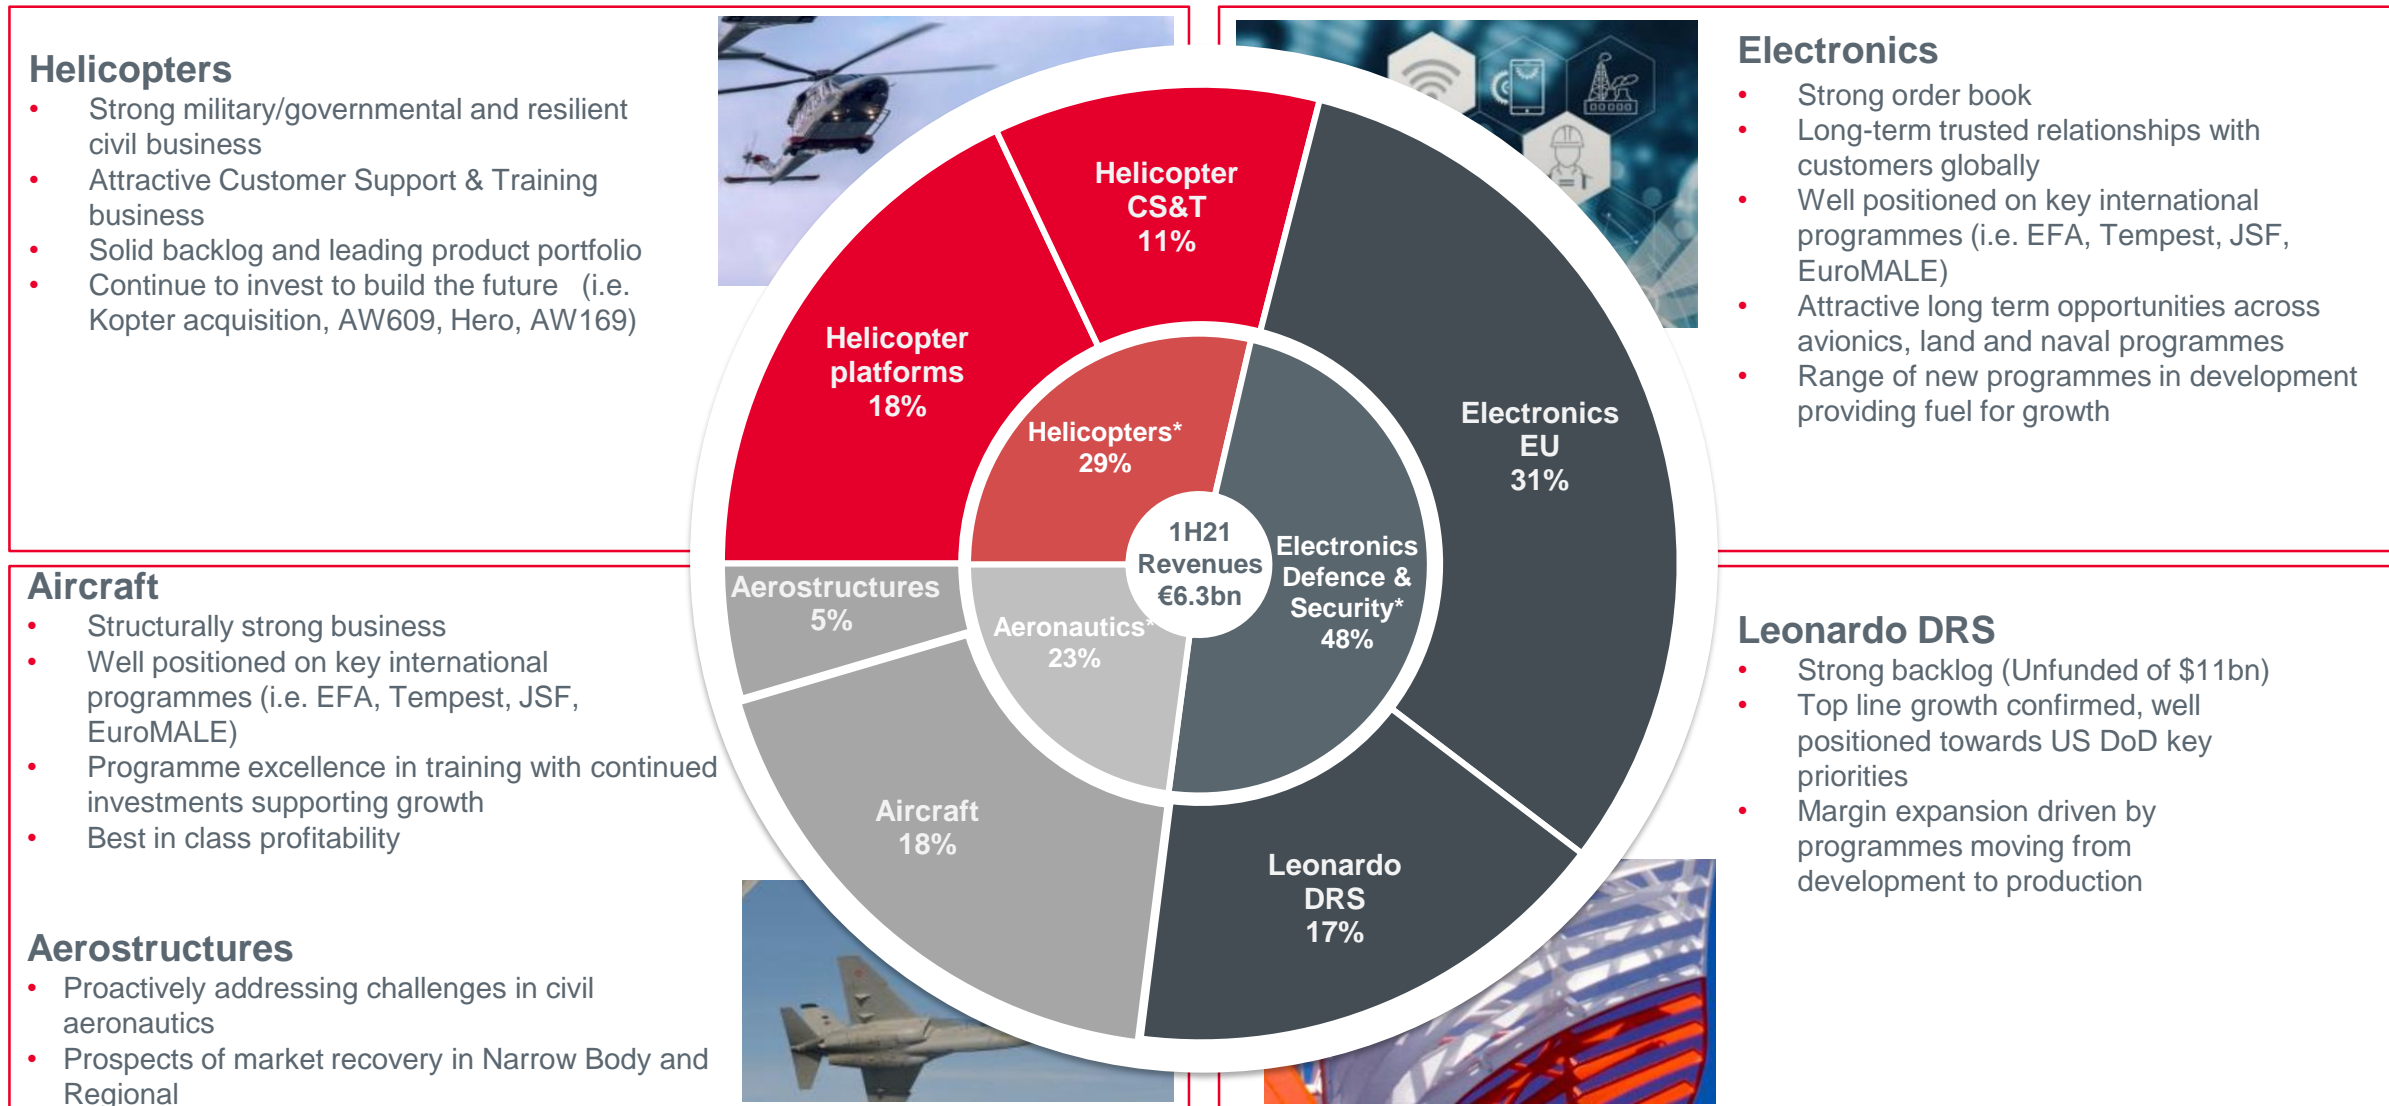 Helicopters
• Strong military/governmental and resilient
civil business
• Attractive Customer Support & Training
business
• Solid backlog and leading product portfolio
• Continue to invest to build the future (i.e.
Kopter acquisition, AW609, Hero, AW169)
Electronics
• Strong order book
• Long-term trusted relationships with
customers globally
• Well positioned on key international
programmes (i.e. EFA, Tempest, JSF,
EuroMALE)
• Attractive long term opportunities across
avionics, land and naval programmes
• Range of new programmes in development
providing fuel for growth
Helicopter
CS&T
11%
Helicopter
platforms
18%
Electronics
EU
31%
Helicopters*
29%
1H21
Revenues
€6.3bn
Electronics
Defence &
Security*
48%
Aeronautics*
23%
Aerostructures
5%
Aircraft
18%
Leonardo
DRS
17%
Aircraft
• Structurally strong business
• Well positioned on key international
programmes (i.e. EFA, Tempest, JSF,
EuroMALE)
• Programme excellence in training with continued
investments supporting growth
• Best in class profitability
Aerostructures
• Proactively addressing challenges in civil
aeronautics
• Prospects of market recovery in Narrow Body and
Regional
Leonardo DRS
• Strong backlog (Unfunded of $11bn)
• Top line growth confirmed, well
positioned towards US DoD key
priorities
• Margin expansion driven by
programmes moving from
development to production